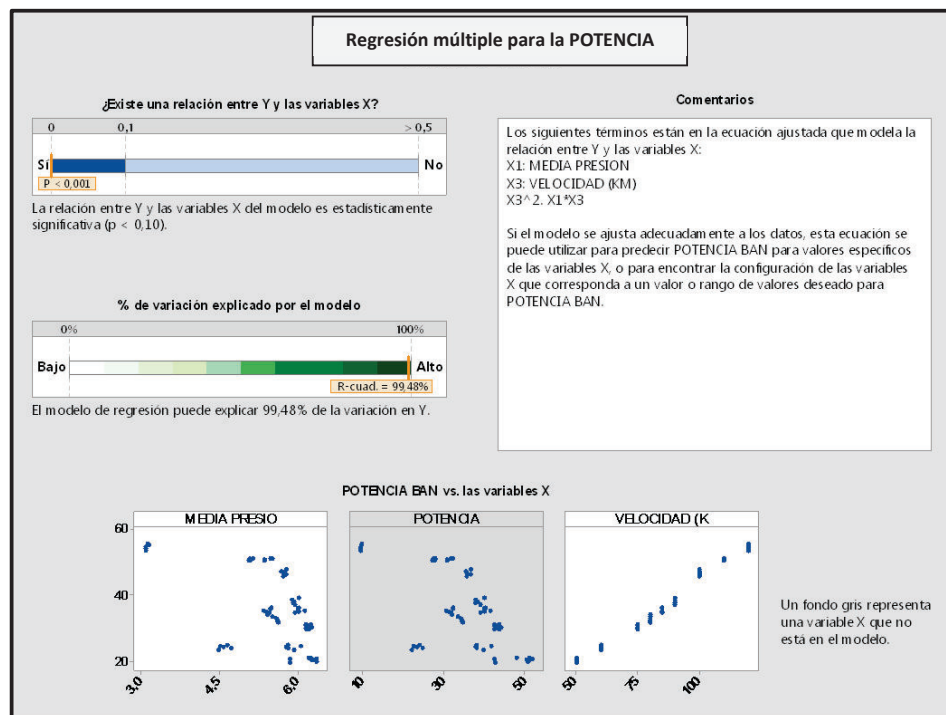 Regresión múltiple para la POTENCIA
¿Existe una relación entre Y y las variables X?
0 0,1 > 0,5
Sí No
P < 0,001
La relación entre Y y las variables X del modelo es estadísticamente
significativa (p < 0,10).
% de variación explicado por el modelo
0% 100%
Bajo Alto
R-cuad. = 99,48%
El modelo de regresión puede explicar 99,48% de la variación en Y.
Comentarios
Los siguientes términos están en la ecuación ajustada que modela la
relación entre Y y las variables X:
X1: MEDIA PRESION
X3: VELOCIDAD (KM)
X3^2. X1*X3
Si el modelo se ajusta adecuadamente a los datos, esta ecuación se
puede utilizar para predecir POTENCIA BAN para valores específicos
de las variables X, o para encontrar la configuración de las variables
X que corresponda a un valor o rango de valores deseado para
POTENCIA BAN.
POTENCIA BAN vs. las variables X
MEDIA PRESIO POTENCIA VELOCIDAD (K
60
40
20
3.0 4.5 6.0 10 30 50 50 75 100
Un fondo gris representa
una variable X que no
está en el modelo.